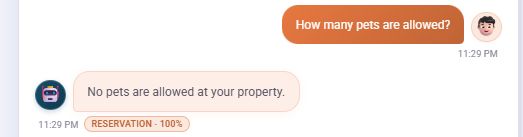 How many pets are allowed?
11:29 PM
No pets are allowed at your property.
11:29 PM RESERVATION - 100%